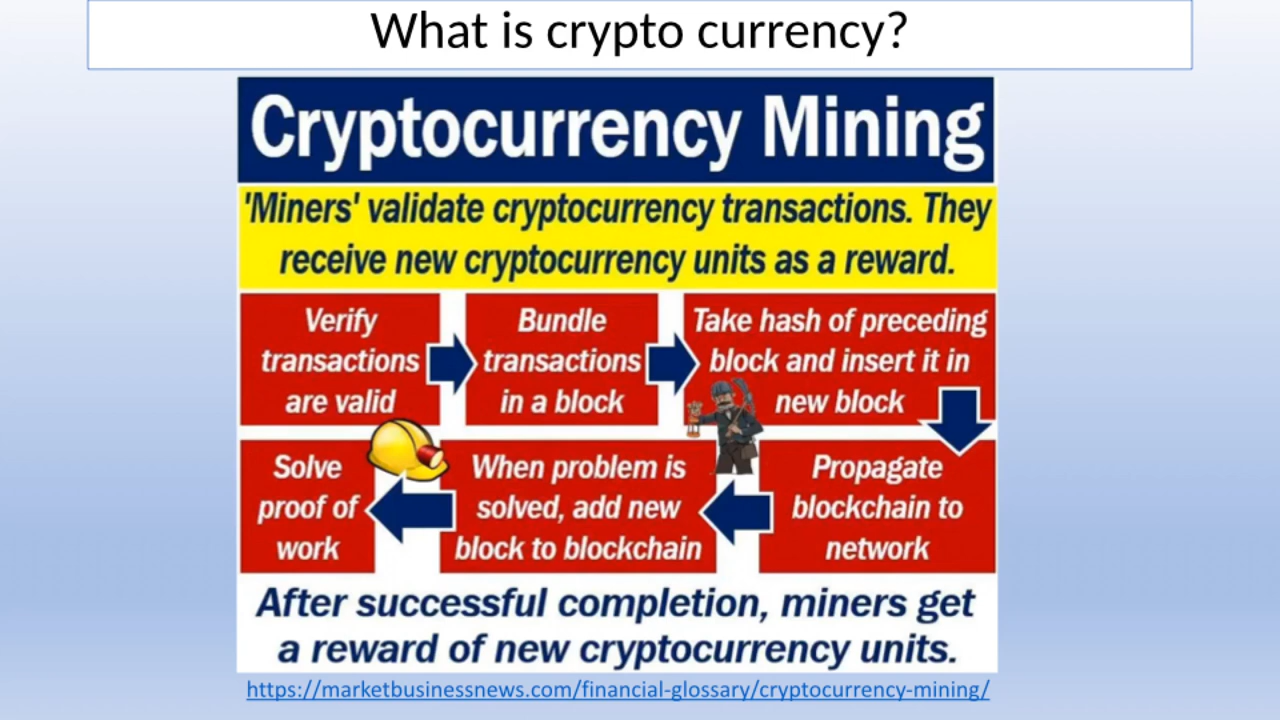 What is crypto currency?
Cryptocurrency Mining
'Miners' validate cryptocurrency transactions. They
receive new cryptocurrency units as a reward.
Verify
transactions
are valid
Bundle
transactions
in a block
Take hash of preceding
block and insert it in
new block
Solve
proof of
work
When problem is
solved, add new
block to blockchain
Propagate
blockchain to
network
After successful completion, miners get
a reward of new cryptocurrency units.
https://marketbusinessnews.com/financial-glossary/cryptocurrency-mining/